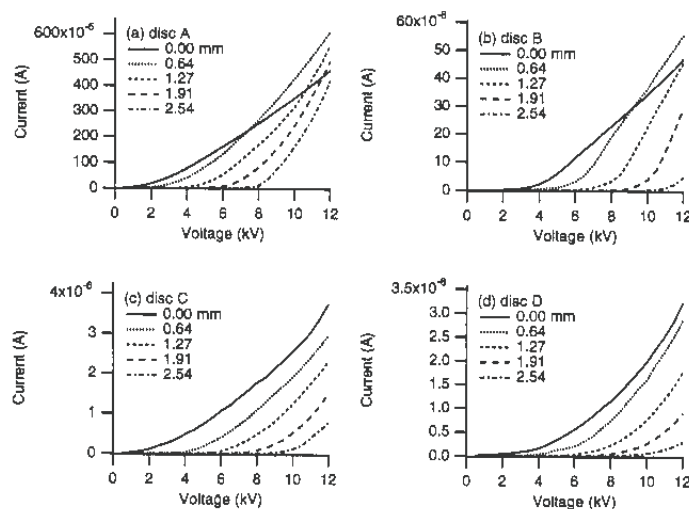 600x10⁻⁶
(a) disc A
0.00 mm
0.64
1.27
1.91
2.54
500
400
300
200
100
0
Current (A)
0 2 4 6 8 10 12
Voltage (kV)
60x10⁻⁶
(b) disc B
0.00 mm
0.64
1.27
1.91
2.54
50
40
30
20
10
0
Current (A)
0 2 4 6 8 10 12
Voltage (kV)
4x10⁻⁶
(c) disc C
0.00 mm
0.64
1.27
1.91
2.54
3
2
1
0
Current (A)
0 2 4 6 8 10 12
Voltage (kV)
3.5x10⁻⁶
(d) disc D
0.00 mm
0.64
1.27
1.91
2.54
3.0
2.5
2.0
1.5
1.0
0.5
0.0
Current (A)
0 2 4 6 8 10 12
Voltage (kV)